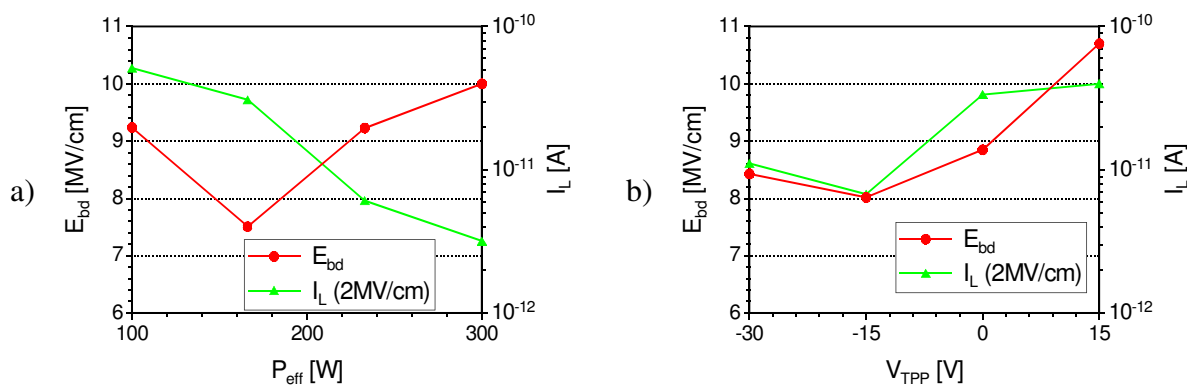 a)
E_bd [MV/cm]
11
10
9
8
7
6
10^-10
10^-11
10^-12
I_L [A]
E_bd
I_L (2MV/cm)
100
200
300
P_eff [W]
b)
E_bd [MV/cm]
11
10
9
8
7
6
10^-10
10^-11
10^-12
I_L [A]
E_bd
I_L (2MV/cm)
-30
-15
0
15
V_TPP [V]